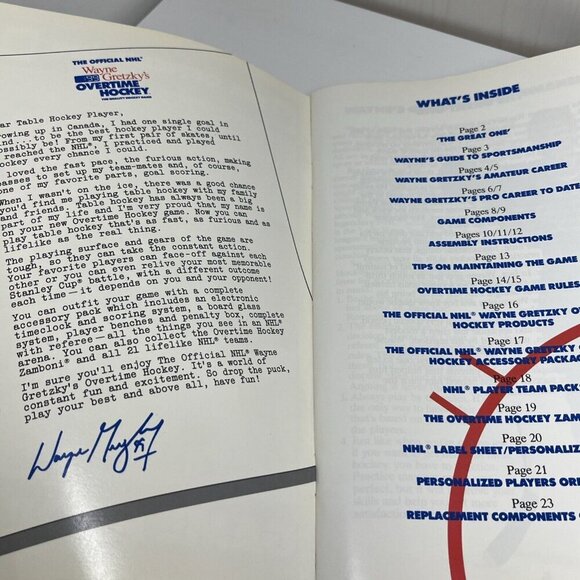 THE OFFICIAL NHL®
Wayne
Gretzky's
OVERTIME
HOCKEY.
THE WORLD'S HOCKEY GAME
ar Table Hockey Player,
owing up in Canada, I had one single goal in
nd... to be the best hockey player I could
ossibly be! From my first pair of skates, until
reached the NHL®, I practiced and played
ockey every chance I could.
loved the fast pace, the furious action, making
passes to set up my team-mates and, of course,
one of my favorite parts, goal scoring.
When I wasn't on the ice, there was a good chance
you'd find me playing table hockey with my family
and friends. Table hockey has always been a big
part of my life and I'm very proud that my name is
on your new Overtime Hockey game. Now you can
play table hockey that's as fast, as furious and as
lifelike as the real thing.
The playing surface and gears of the game are
tough, so they can take the constant action.
Your favorite players can face-off against each
other or you can even relive your most memorable
Stanley Cup® battle, with a different outcome
each time—it depends on you and your opponent!
You can outfit your game with a complete
accessory pack which includes an electronic
timeclock and scoring system, a board glass
system, player benches and penalty box, complete
with referee—all the things you see in an NHL®
arena. You can also collect the Overtime Hockey
Zamboni® and all 21 lifelike NHL® teams.
I'm sure you'll enjoy The Official NHL® Wayne
Gretzky's Overtime Hockey. It's a world of
constant fun and excitement. So drop the puck,
play your best and above all, have fun!
Wayne Gretzky
99
WHAT'S INSIDE
Page 2
'THE GREAT ONE'
Page 3
WAYNE'S GUIDE TO SPORTSMANSHIP
Pages 4/5
WAYNE GRETZKY'S AMATEUR CAREER
Pages 6/7
WAYNE GRETZKY'S PRO CAREER TO DATE
Pages 8/9
GAME COMPONENTS
Pages 10/11/12
ASSEMBLY INSTRUCTIONS
Page 13
TIPS ON MAINTAINING THE GAME
Page 14/15
OVERTIME HOCKEY GAME RULES
Page 16
THE OFFICIAL NHL® WAYNE GRETZKY OV
HOCKEY PRODUCTS
Page 17
THE OFFICIAL NHL® WAYNE GRETZKY O
HOCKEY ACCESSORY PACKA
Page 18
NHL® PLAYER TEAM PACK
Page 19
THE OVERTIME HOCKEY ZAM
Page 20
NHL® LABEL SHEET/PERSONALIZ
Page 21
PERSONALIZED PLAYERS OR
Page 23
REPLACEMENT COMPONENTS O